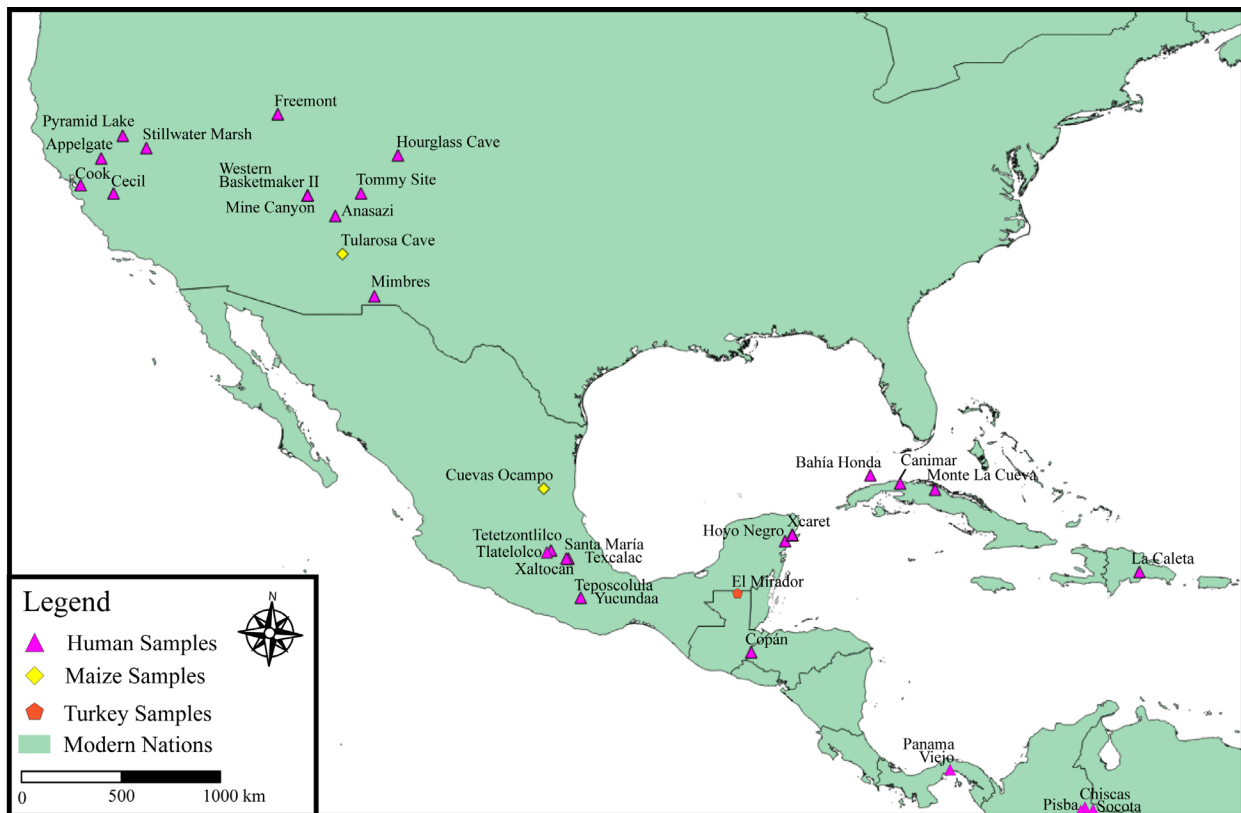 Freemont
Pyramid Lake
Stillwater Marsh
Appelgate
Hourglass Cave
Cook
Cecil
Western
Basketmaker II
Tommy Site
Mine Canyon
Anasazi
Tularosa Cave
Mimbres
Cuevas Ocampo
Bahía Honda
Canimar
Monte La Cueva
Tetetzontlilco
Tlatelolco
Santa María
Texcalac
Xaltocan
Hoyo Negro
Xcaret
La Caleta
Teposcolula
Yucundaa
El Mirador
Copán
Panama
Viejo
Chiscas
Pisba
Socota
Legend
N
Human Samples
Maize Samples
Turkey Samples
Modern Nations
0 500 1000 km